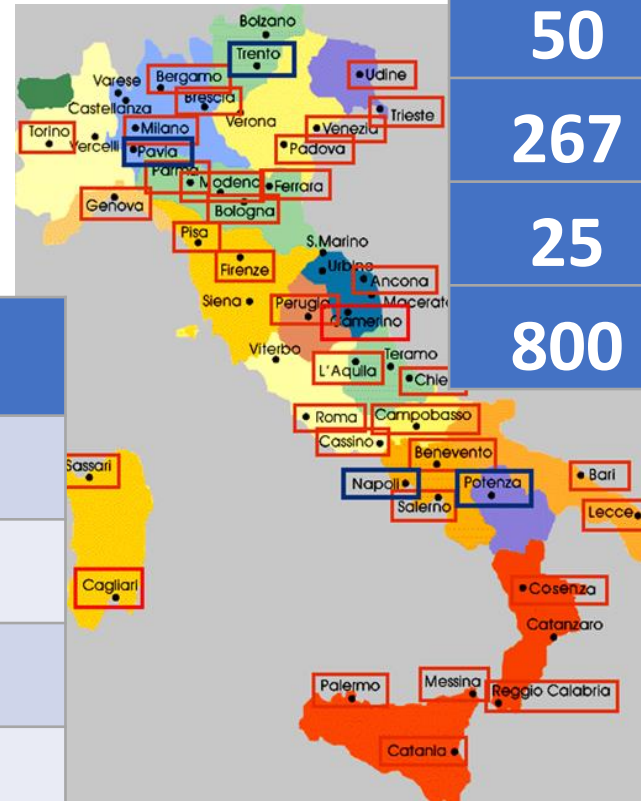 50
267
25
800
Bolzano
Trento
Udine
Varese
Bergamo
Castellanza
Brescia
Trieste
Torino
Vercelli
Milano
Verona
Venezia
Pavia
Padova
Parma
Modena
Ferrara
Genova
Bologna
Pisa
S.Marino
Firenze
Urbino
Ancona
Siena
Perugia
Macerat
Camerino
Viterbo
L'Aquila
Teramo
Chie
Roma
Campobasso
Cassino
Benevento
Sassari
Napoli
Potenza
Bari
Salerno
Lecce
Cagliari
Cosenza
Catanzaro
Palermo
Messina
Reggio Calabria
Catania